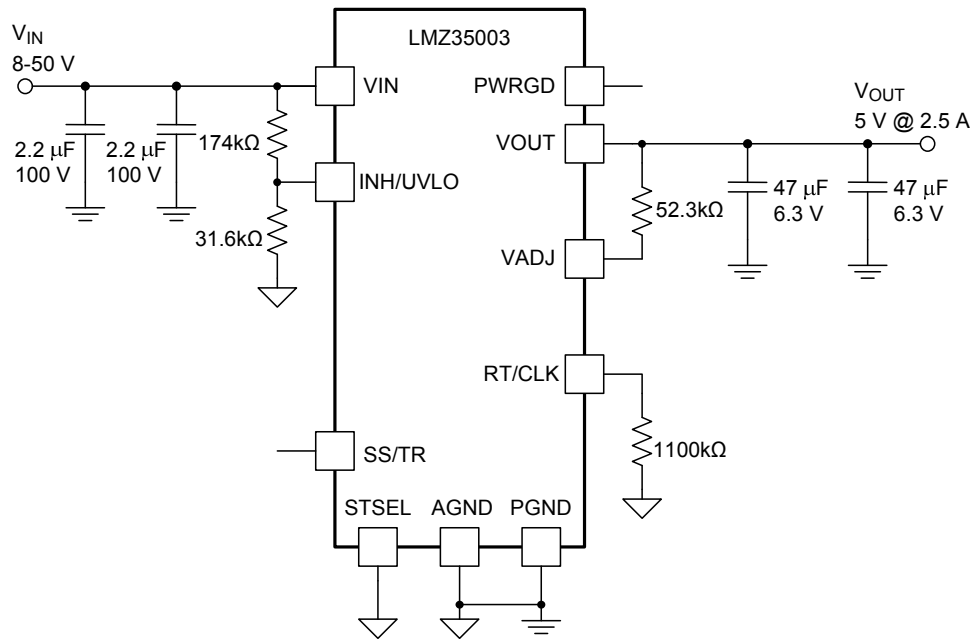 LMZ35003
VIN
8-50 V
VIN
PWRGD
VOUT
5 V @ 2.5 A
2.2 μF
100 V
2.2 μF
100 V
174kΩ
VOUT
INH/UVLO
47 μF
6.3 V
47 μF
6.3 V
52.3kΩ
31.6kΩ
VADJ
RT/CLK
SS/TR
1100kΩ
STSEL
AGND
PGND